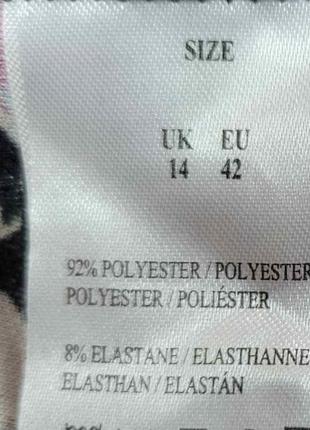 SIZE
UK EU
14 42
92% POLYESTER / POLYESTER
POLYESTER / POLIÉSTER
8% ELASTANE / ELASTHANNE
ELASTHAN / ELASTÁN